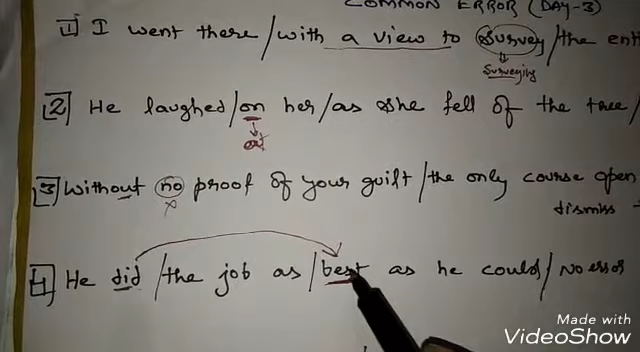 COMMON ERROR (DAY-3)
1 I went there/with a view to survey/the enti
Surveying
2 He laughed/on her/as she fell of the tree/
at
3 Without no proof of your guilt/the only course open
x dismiss
4 He did/the job as/best as he could/No error
Made with
VideoShow